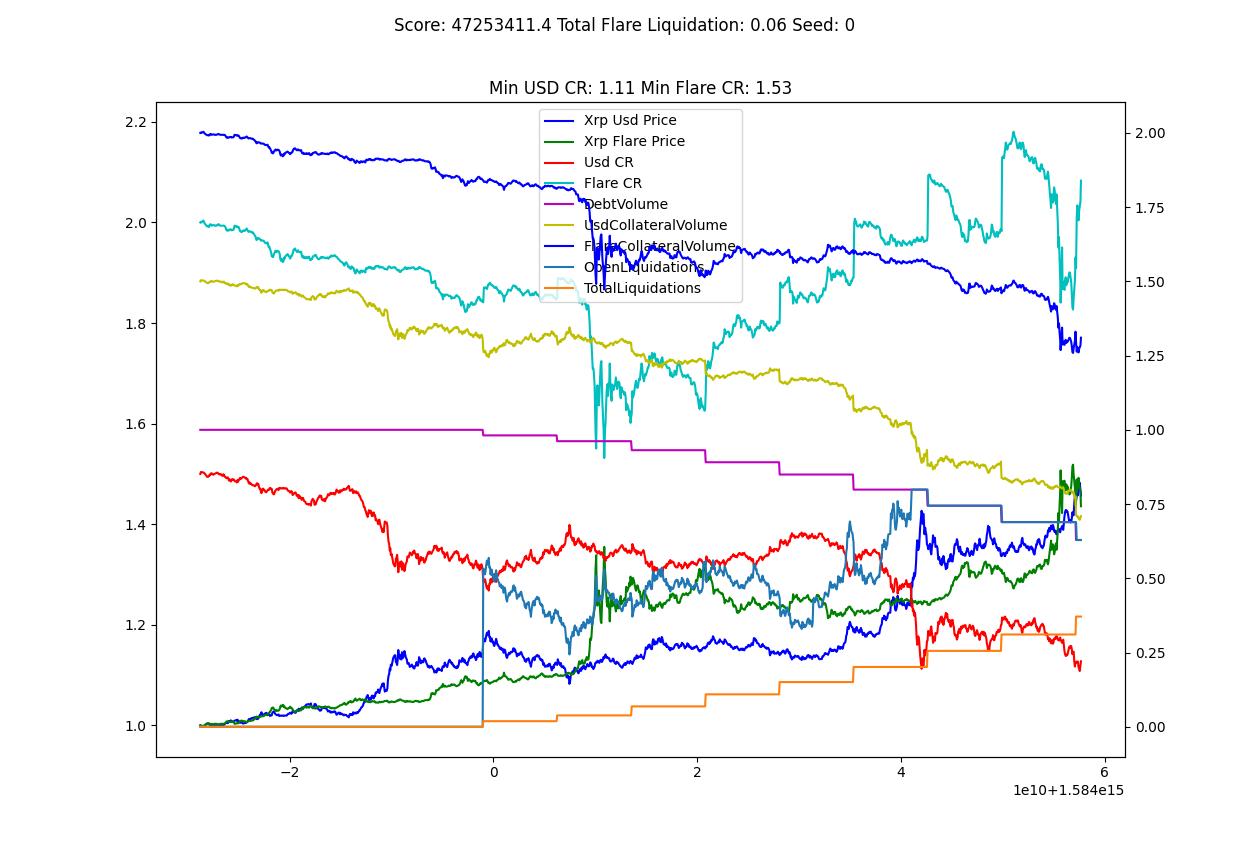 Score: 47253411.4 Total Flare Liquidation: 0.06 Seed: 0
Min USD CR: 1.11 Min Flare CR: 1.53
Xrp Usd Price
Xrp Flare Price
Usd CR
Flare CR
DebtVolume
UsdCollateralVolume
FlareCollateralVolume
OpenLiquidations
TotalLiquidations
2.2
2.0
1.8
1.6
1.4
1.2
1.0
2.00
1.75
1.50
1.25
1.00
0.75
0.50
0.25
0.00
−2
0
2
4
6
1e10+1.584e15